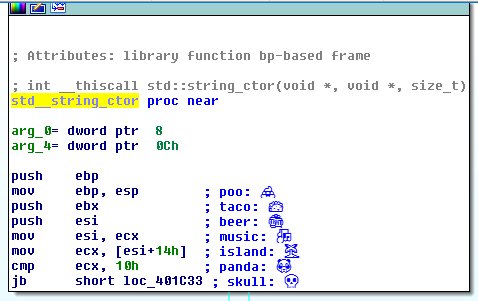 ; Attributes: library function bp-based frame
; int __thiscall std::string_ctor(void *, void *, size_t)
std__string_ctor proc near
arg_0= dword ptr  8
arg_4= dword ptr  0Ch
push    ebp
mov     ebp, esp        ; poo: 💩
push    ebx             ; taco: 🌮
push    esi             ; beer: 🍺
mov     esi, ecx        ; music: 🎶
mov     ecx, [esi+14h]  ; island: 🏝
cmp     ecx, 10h        ; panda: 🐼
jb      short loc_401C33 ; skull: 💀